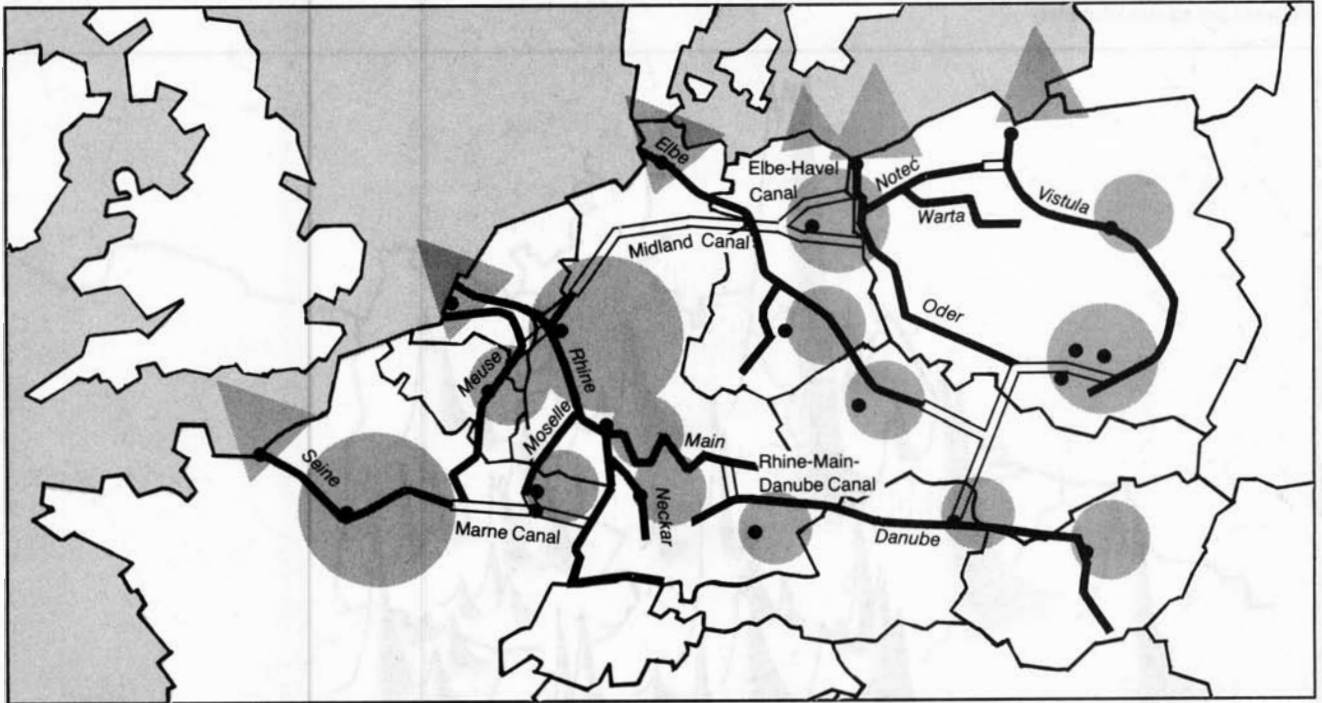 Elbe
Elbe-Havel
Canal
Noteć
Warta
Vistula
Midland Canal
Oder
Meuse
Rhine
Moselle
Main
Rhine-Main-
Danube Canal
Seine
Neckar
Marne Canal
Danube